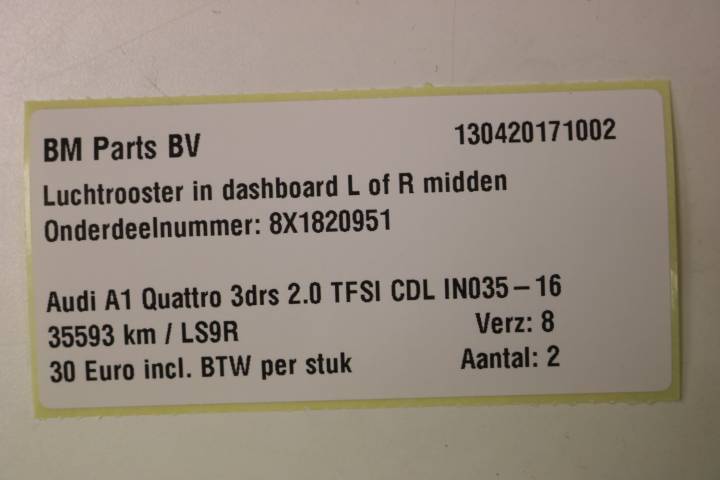 BM Parts BV 130420171002
Luchtrooster in dashboard L of R midden
Onderdeelnummer: 8X1820951
Audi A1 Quattro 3drs 2.0 TFSI CDL IN035-16
35593 km / LS9R Verz: 8
30 Euro incl. BTW per stuk Aantal: 2